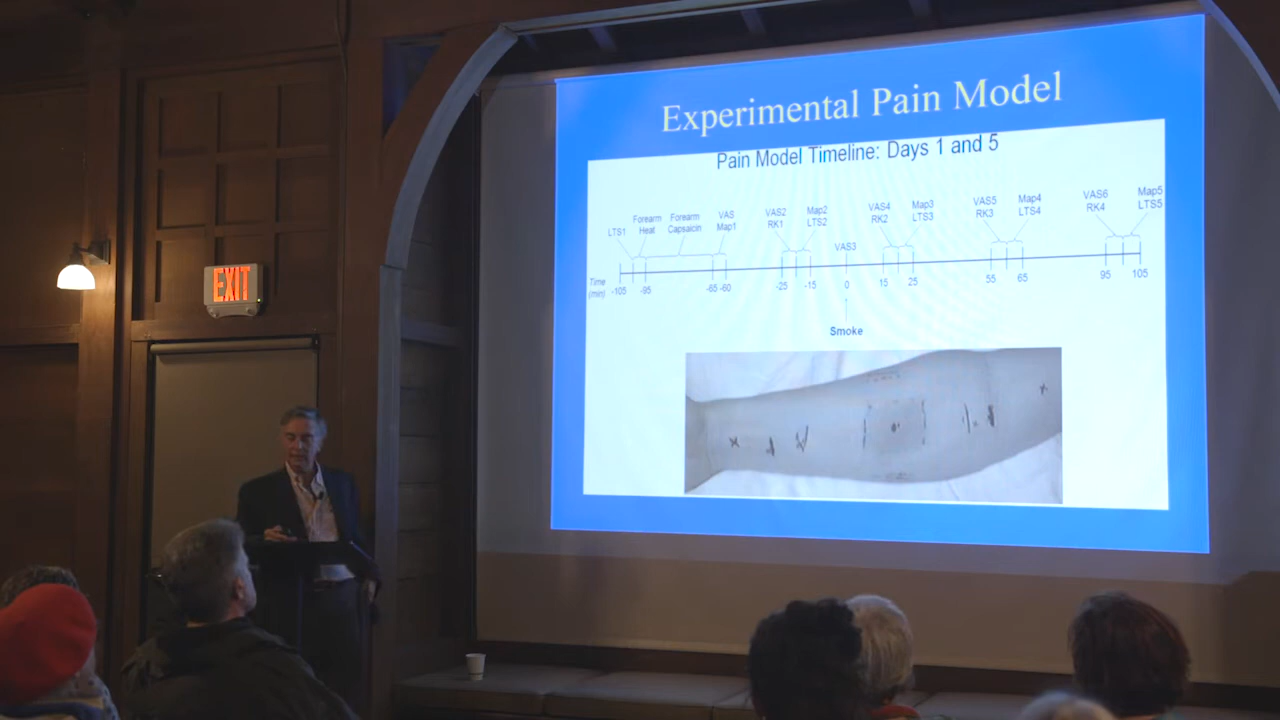 EXIT
Experimental Pain Model
Pain Model Timeline: Days 1 and 5
LTS1
Forearm
Heat
Forearm
Capsaicin
VAS
Map1
VAS2
RK1
Map2
LTS2
VAS3
VAS4
RK2
Map3
LTS3
VAS5
RK3
Map4
LTS4
VAS6
RK4
Map5
LTS5
Time
(min)
-105 -95 -65 -60 -25 -15 0 15 25 55 65 95 105
Smoke